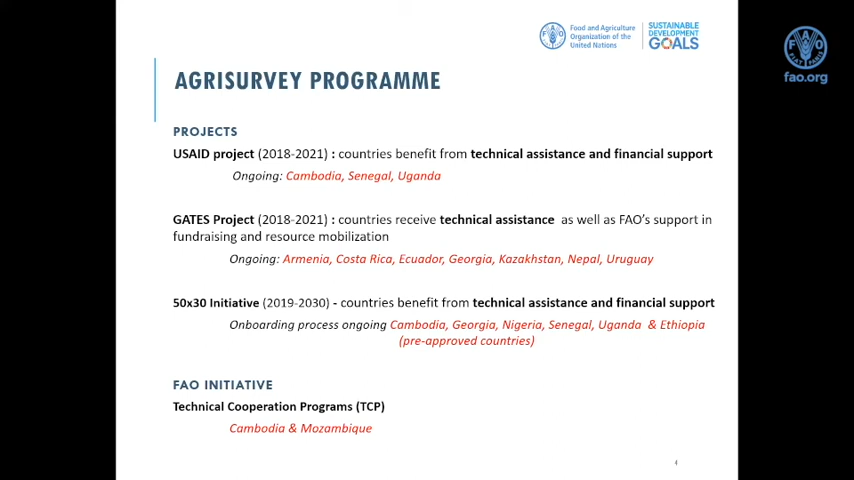 Food and Agriculture
Organization of the
United Nations
SUSTAINABLE
DEVELOPMENT
GOALS
FAO
FIAT PANIS
fao.org
AGRISURVEY PROGRAMME
PROJECTS
USAID project (2018-2021) : countries benefit from technical assistance and financial support
Ongoing: Cambodia, Senegal, Uganda
GATES Project (2018-2021) : countries receive technical assistance as well as FAO's support in
fundraising and resource mobilization
Ongoing: Armenia, Costa Rica, Ecuador, Georgia, Kazakhstan, Nepal, Uruguay
50x30 Initiative (2019-2030) - countries benefit from technical assistance and financial support
Onboarding process ongoing Cambodia, Georgia, Nigeria, Senegal, Uganda & Ethiopia
(pre-approved countries)
FAO INITIATIVE
Technical Cooperation Programs (TCP)
Cambodia & Mozambique
4